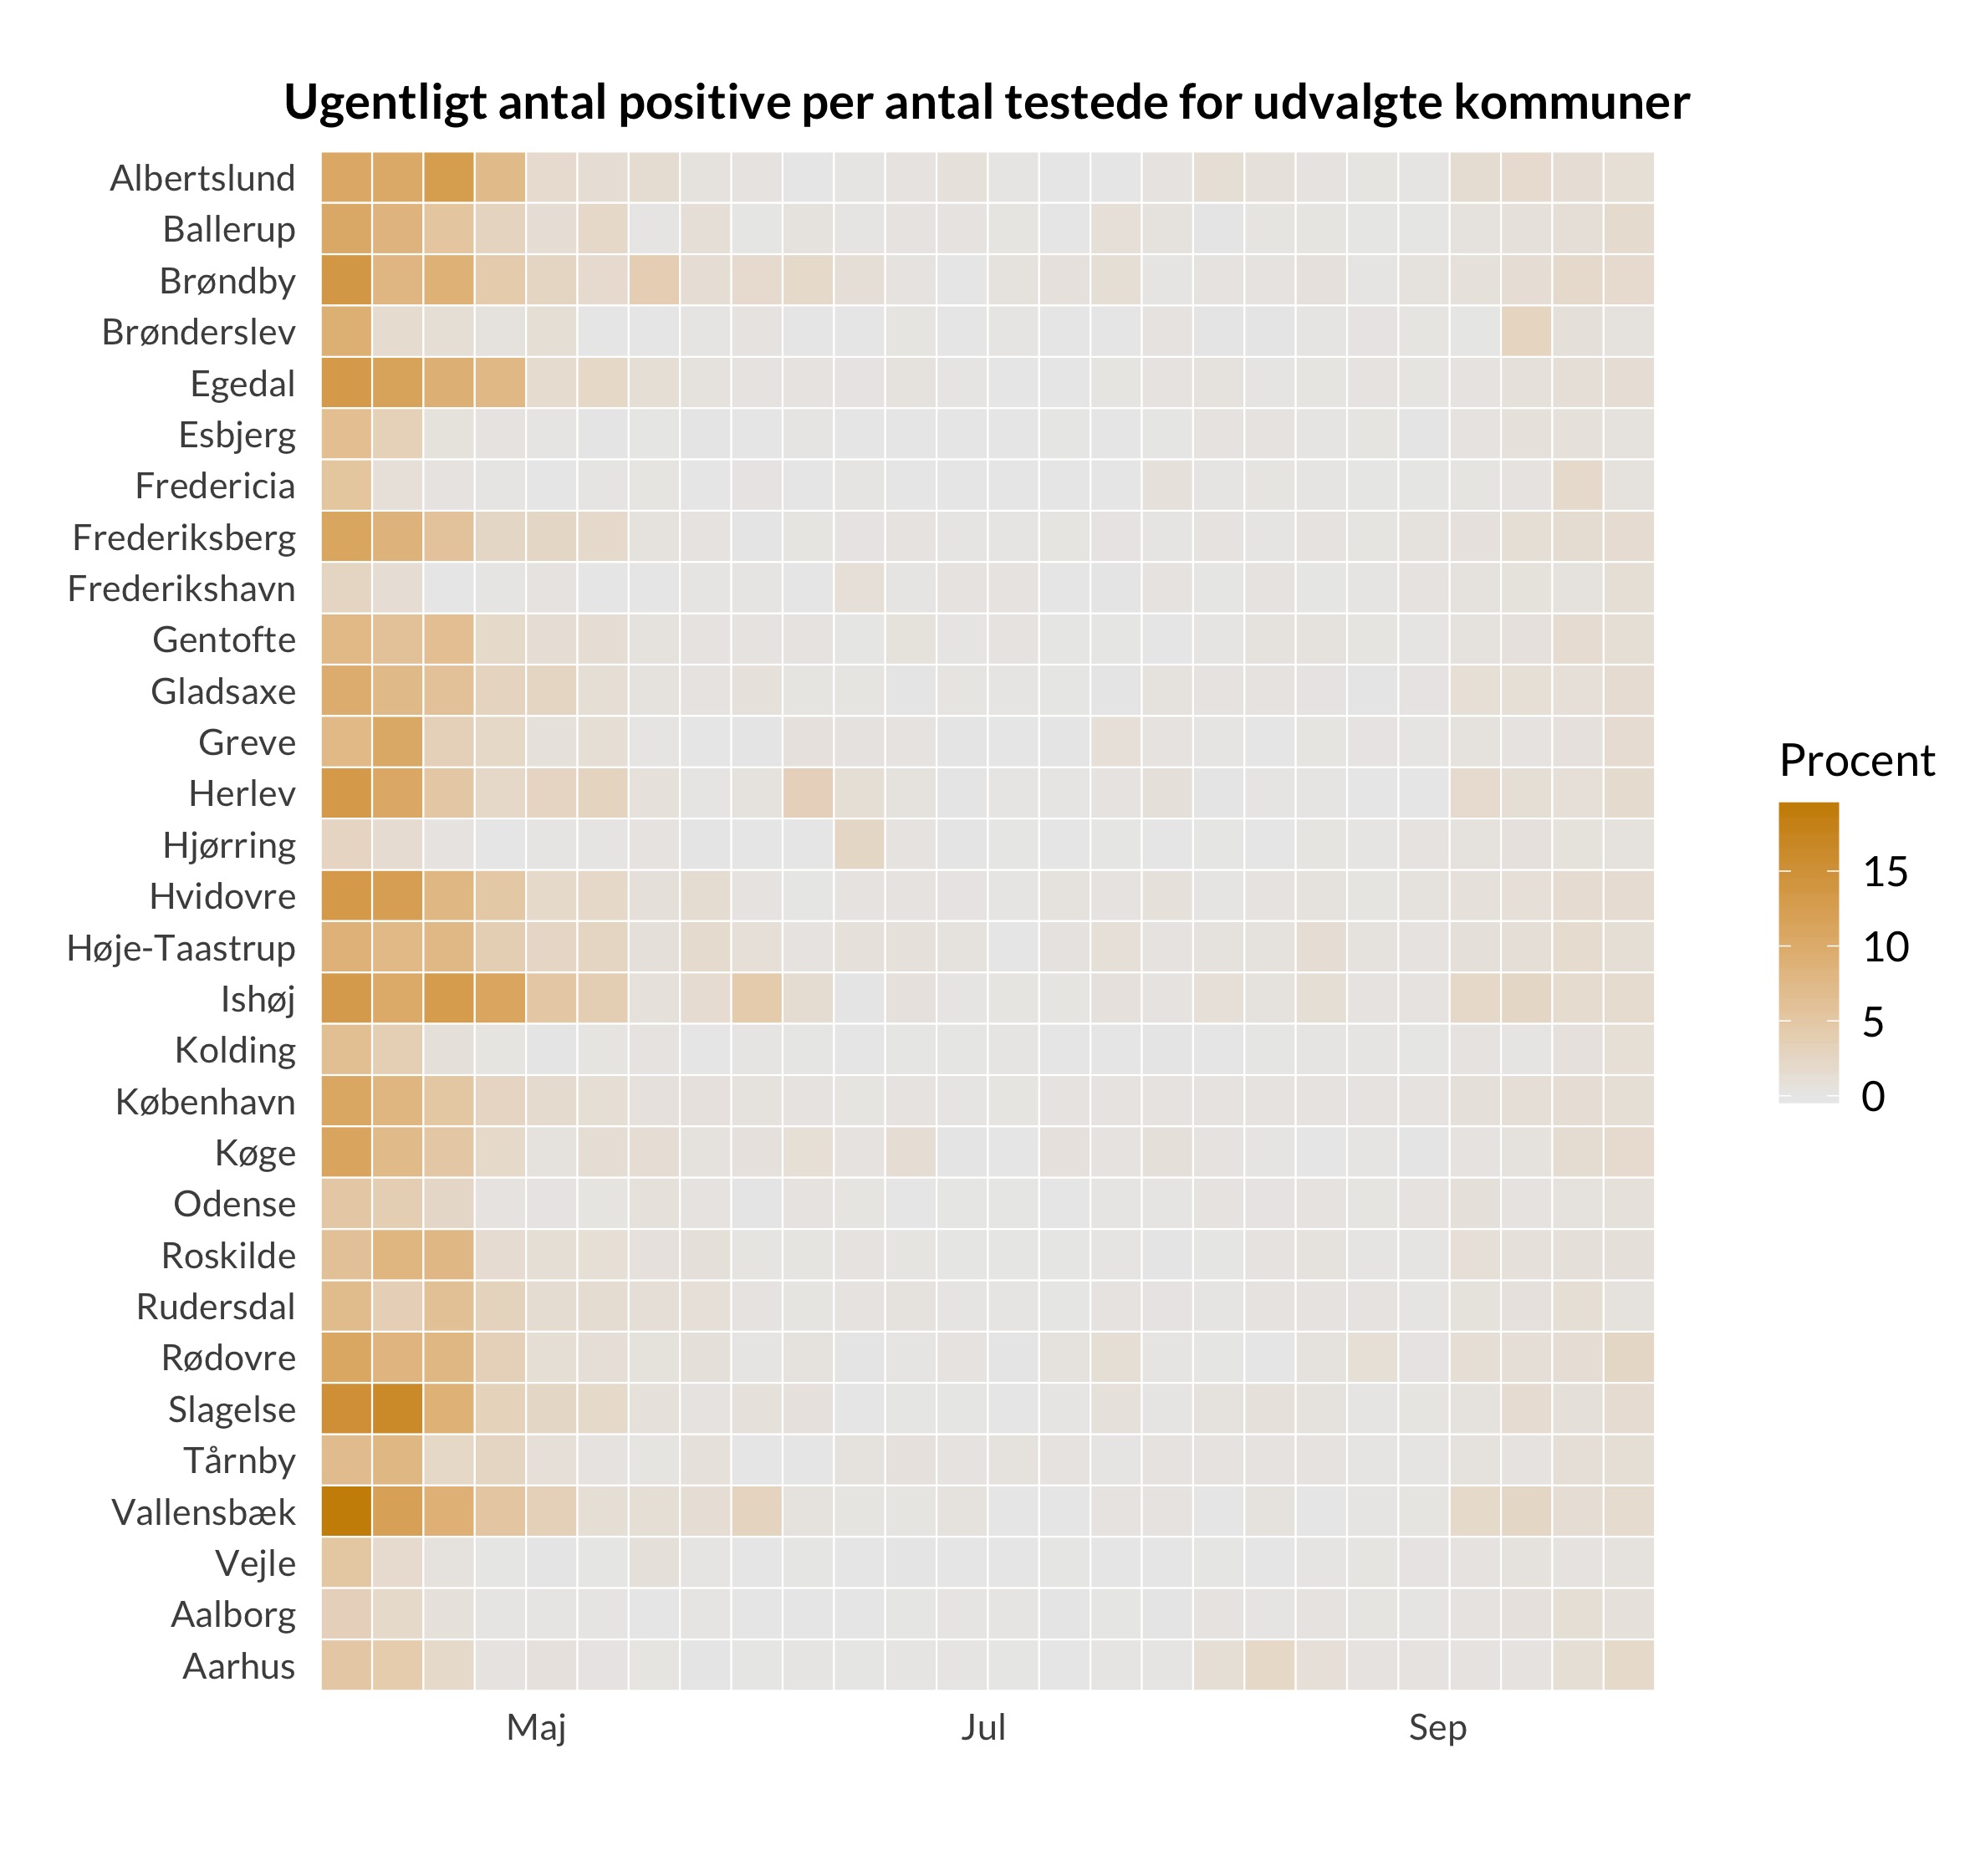 Ugentligt antal positive per antal testede for udvalgte kommuner
Albertslund
Ballerup
Brøndby
Brønderslev
Egedal
Esbjerg
Fredericia
Frederiksberg
Frederikshavn
Gentofte
Gladsaxe
Greve
Herlev
Hjørring
Hvidovre
Høje-Taastrup
Ishøj
Kolding
København
Køge
Odense
Roskilde
Rudersdal
Rødovre
Slagelse
Tårnby
Vallensbæk
Vejle
Aalborg
Aarhus
Maj
Jul
Sep
Procent
15
10
5
0